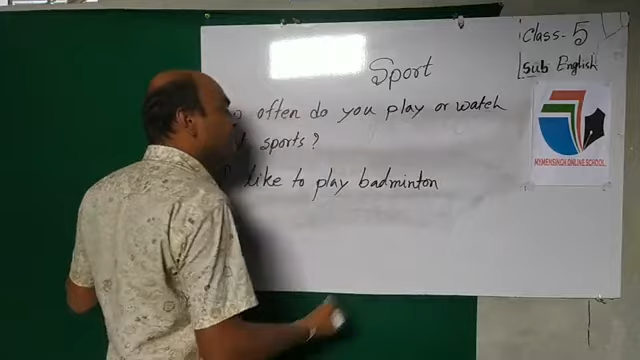 Class- 5
Sub English
Sport
often do you play or watch
sports?
like to play badminton
MYMENSINGH ONLINE SCHOOL